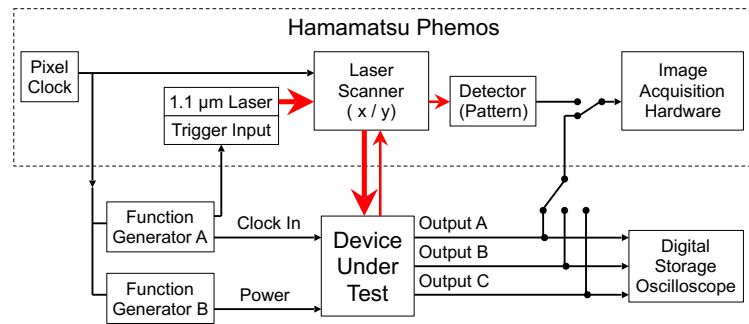 Hamamatsu Phemos
Pixel
Clock
1.1 µm Laser
Trigger Input
Laser
Scanner
( x / y)
Detector
(Pattern)
Image
Acquisition
Hardware
Function
Generator A
Clock In
Function
Generator B
Power
Device
Under
Test
Output A
Output B
Output C
Digital
Storage
Oscilloscope